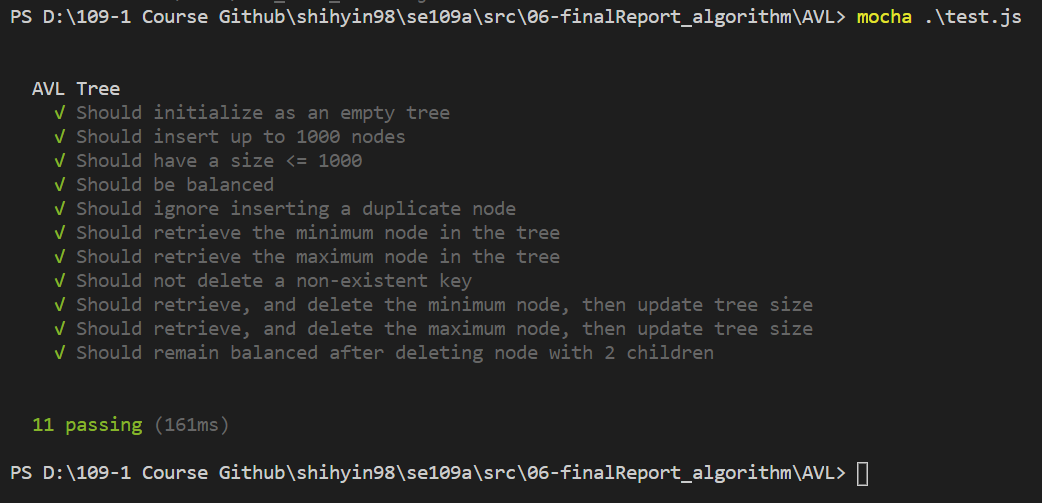 PS D:\109-1 Course Github\shihyin98\se109a\src\06-finalReport_algorithm\AVL> mocha .\test.js
AVL Tree
√ Should initialize as an empty tree
√ Should insert up to 1000 nodes
√ Should have a size <= 1000
√ Should be balanced
√ Should ignore inserting a duplicate node
√ Should retrieve the minimum node in the tree
√ Should retrieve the maximum node in the tree
√ Should not delete a non-existent key
√ Should retrieve, and delete the minimum node, then update tree size
√ Should retrieve, and delete the maximum node, then update tree size
√ Should remain balanced after deleting node with 2 children
11 passing (161ms)
PS D:\109-1 Course Github\shihyin98\se109a\src\06-finalReport_algorithm\AVL>